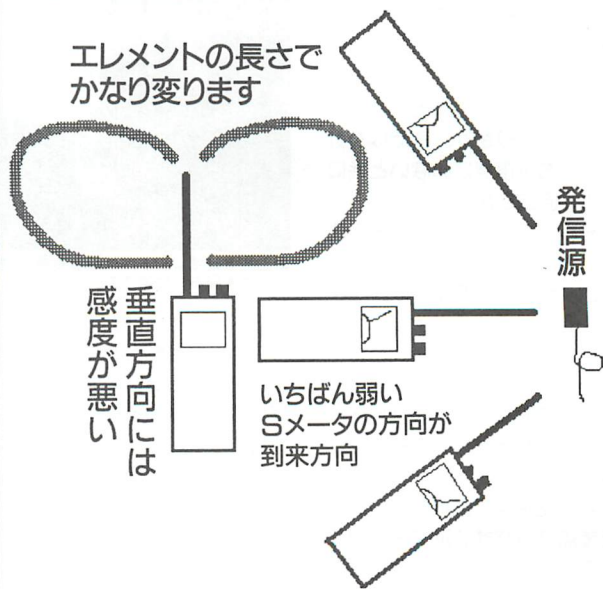 エレメントの長さで
かなり変ります
発信源
垂直方向には
感度が悪い
いちばん弱い
Sメータの方向が
到来方向